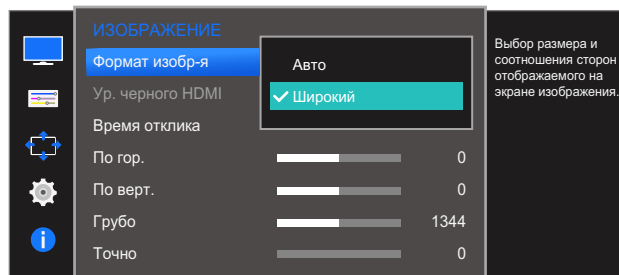 ИЗОБРАЖЕНИЕ
Формат изобр-я
Ур. черного HDMI
Время отклика
По гор. 0
По верт. 0
Грубо 1344
Точно 0
Авто
Широкий
Выбор размера и
соотношения сторон
отображаемого на
экране изображения.